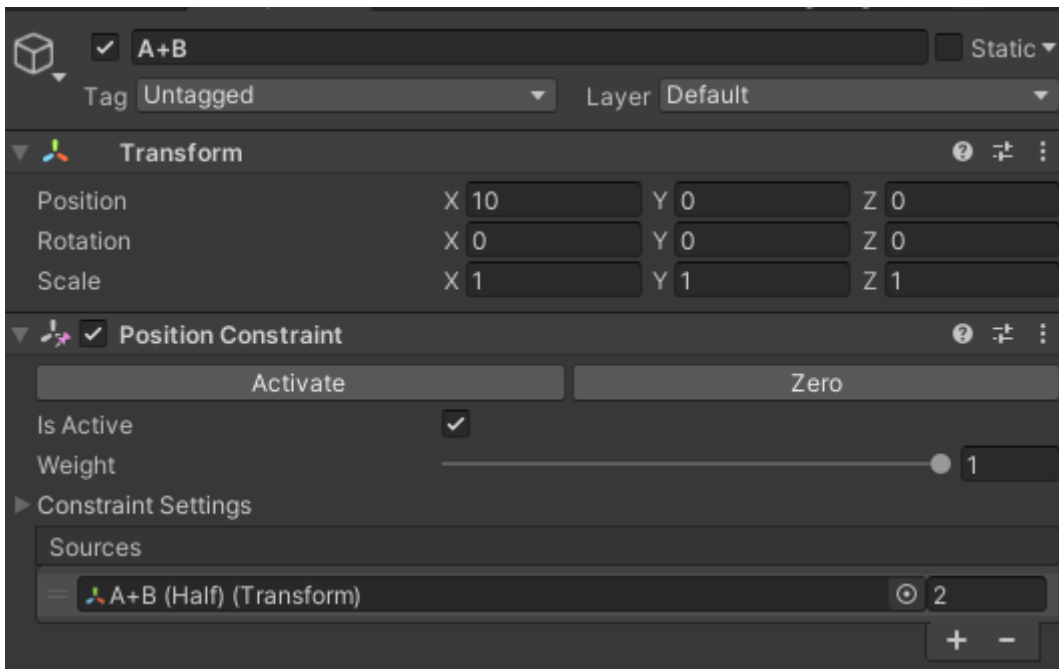 A+B Static
Tag Untagged Layer Default
Transform
Position X 10 Y 0 Z 0
Rotation X 0 Y 0 Z 0
Scale X 1 Y 1 Z 1
Position Constraint
Activate Zero
Is Active
Weight 1
Constraint Settings
Sources
A+B (Half) (Transform) 2